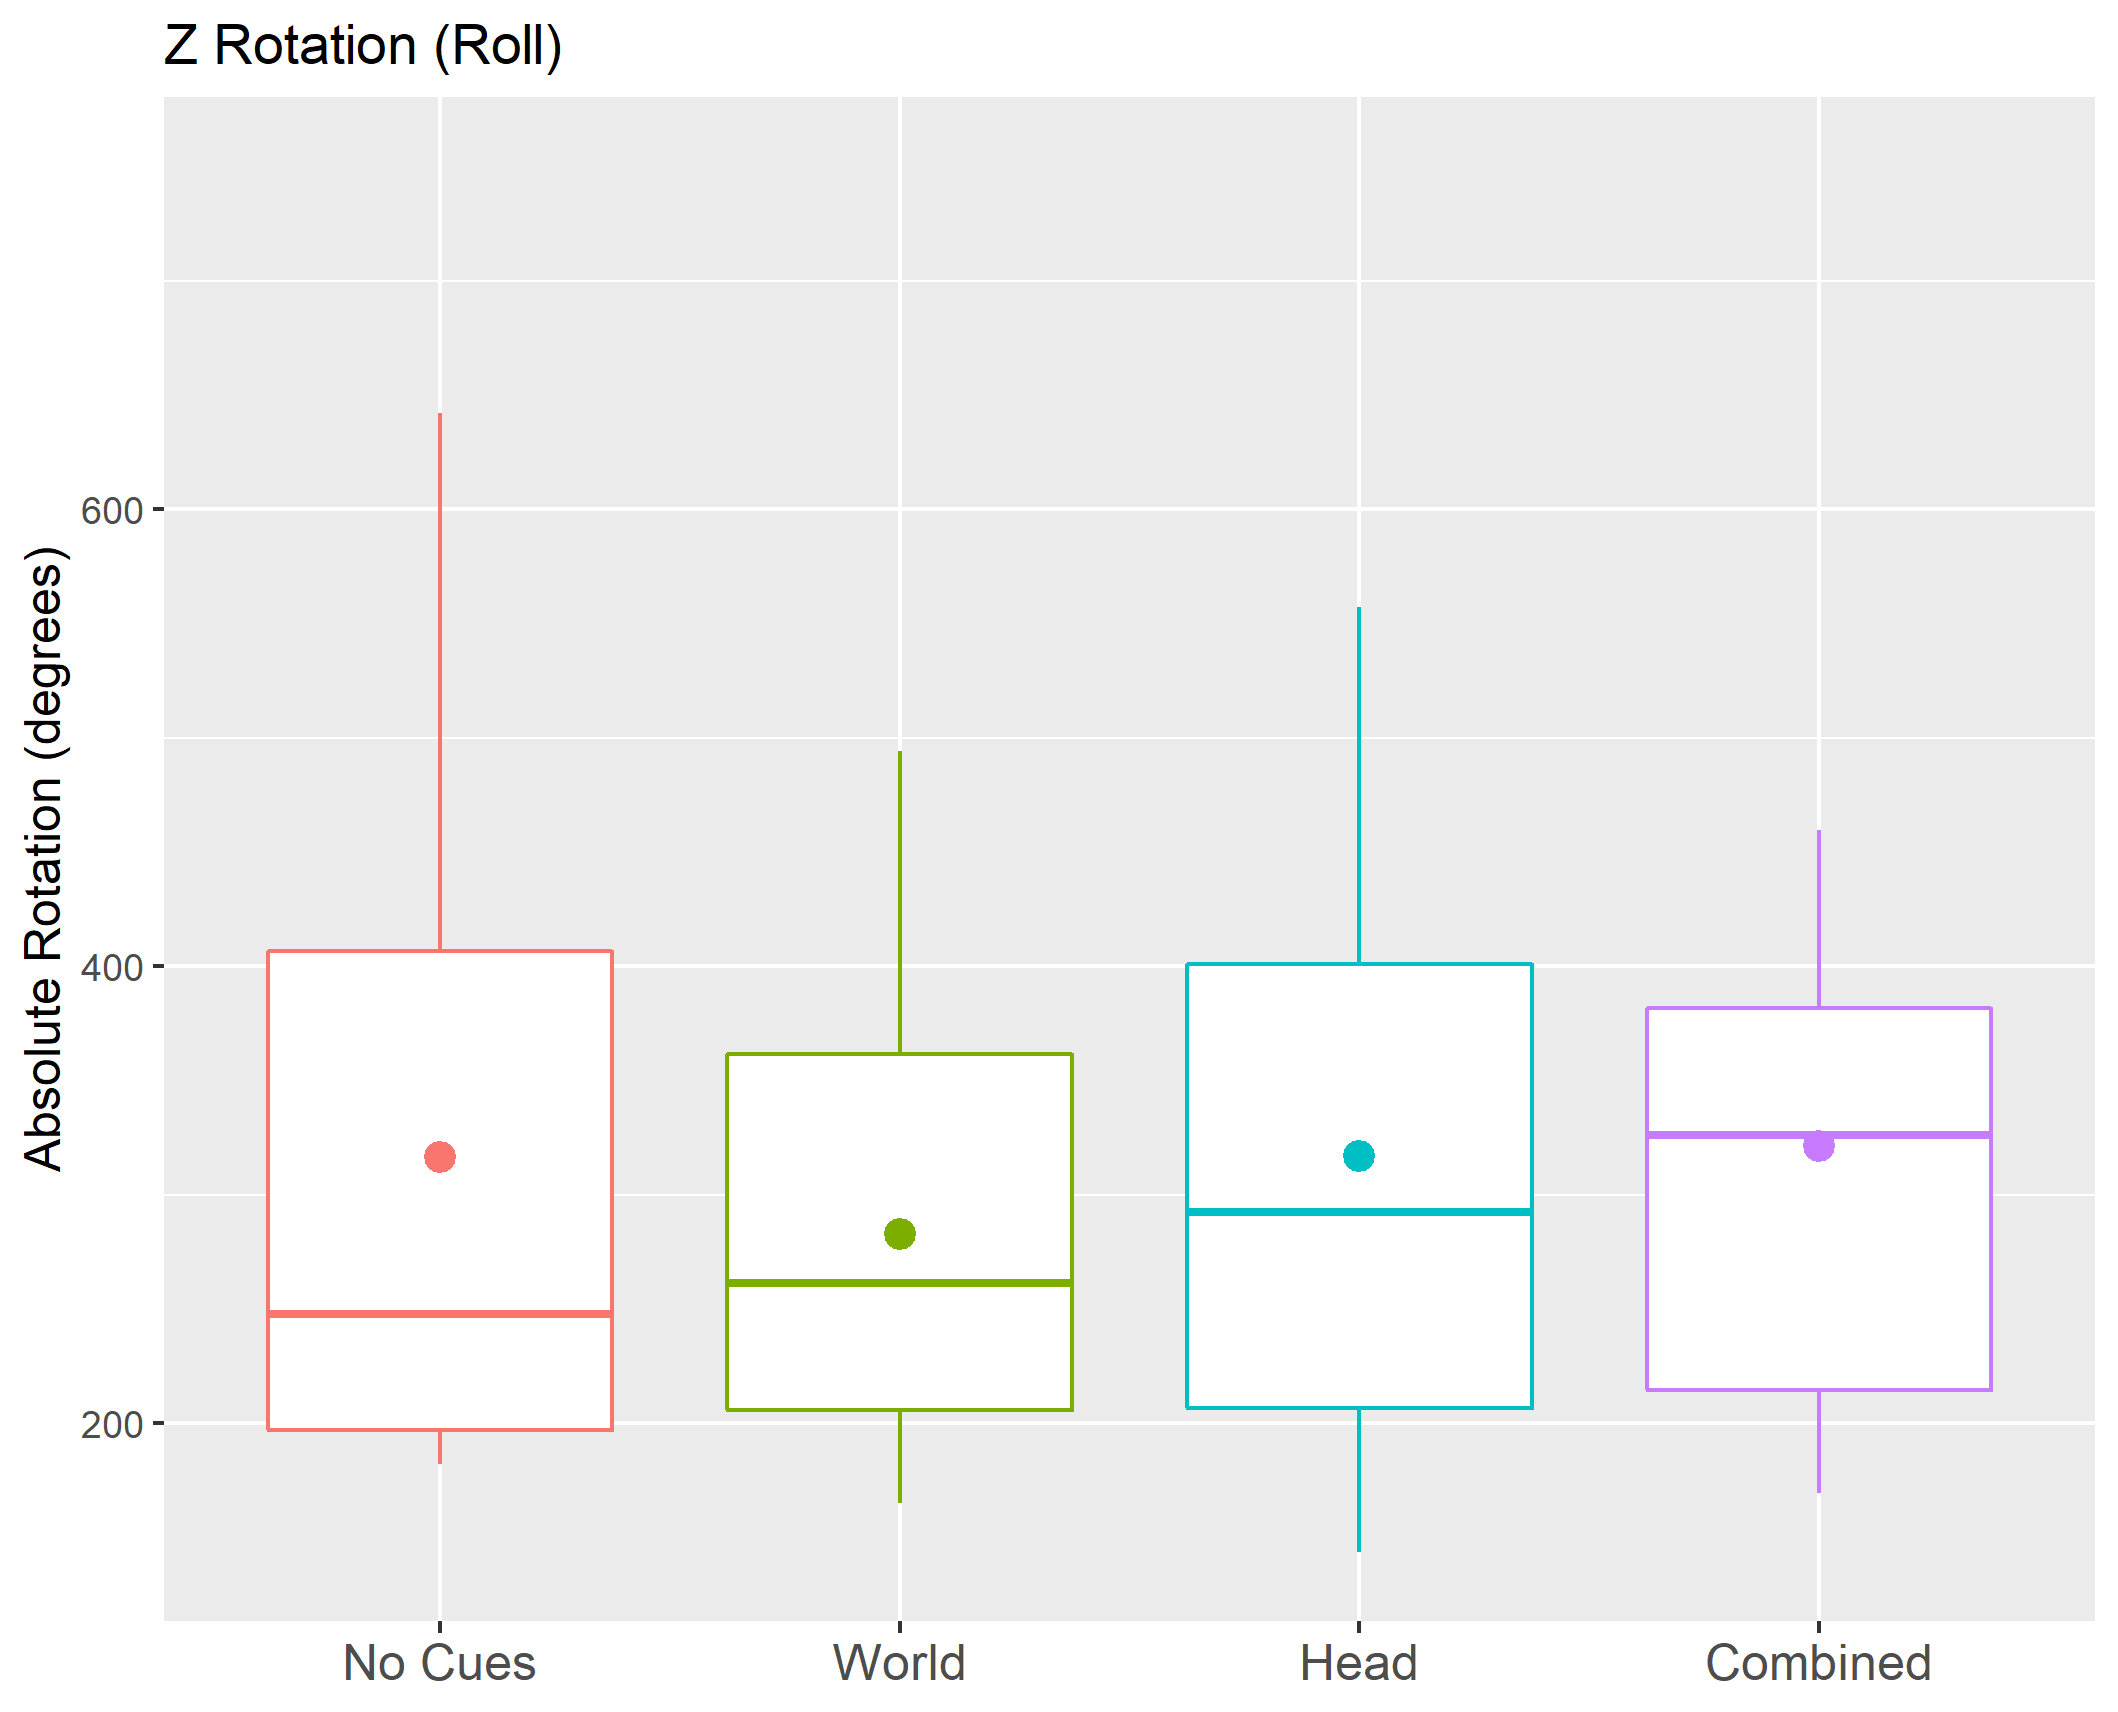 Z Rotation (Roll)
Absolute Rotation (degrees)
600
400
200
No Cues
World
Head
Combined